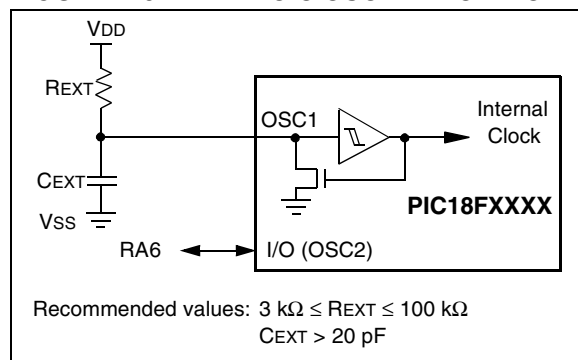 VDD
REXT
OSC1
Internal
Clock
CEXT
PIC18FXXXX
VSS
RA6
I/O (OSC2)
Recommended values: 3 kΩ ≤ REXT ≤ 100 kΩ
CEXT > 20 pF